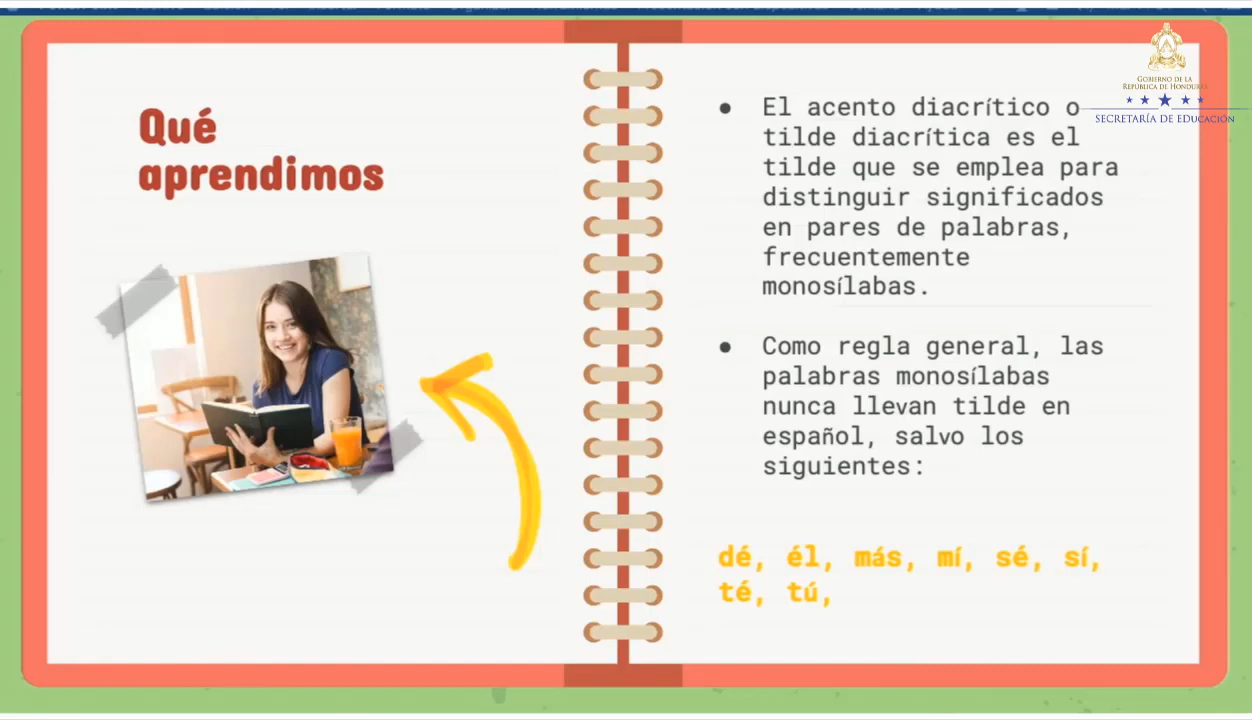 Qué
aprendimos
GOBIERNO DE LA
REPÚBLICA DE HONDURAS
SECRETARÍA DE EDUCACIÓN
● El acento diacrítico o
tilde diacrítica es el
tilde que se emplea para
distinguir significados
en pares de palabras,
frecuentemente
monosílabas.
● Como regla general, las
palabras monosílabas
nunca llevan tilde en
español, salvo los
siguientes:
dé, él, más, mí, sé, sí,
té, tú,